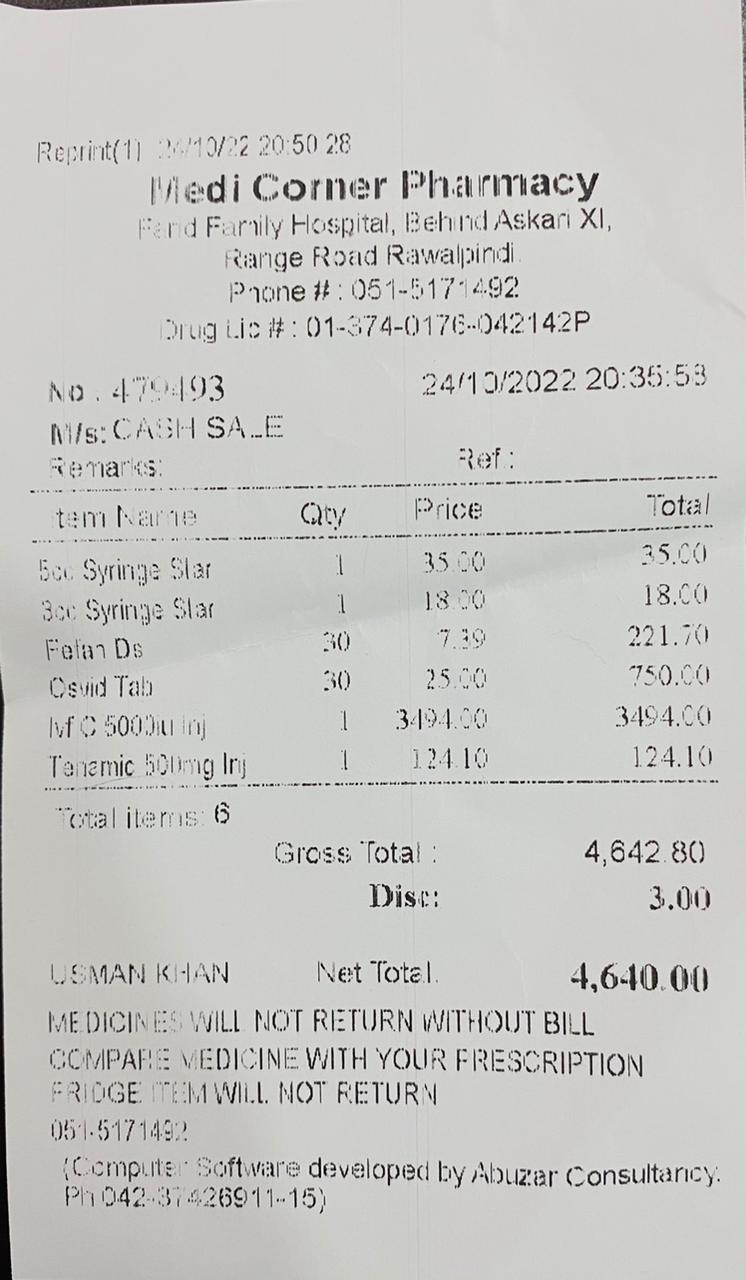 Reprint(1) 24/10/22 20:50 28
Medi Corner Pharmacy
Farid Family Hospital, Behind Askari XI,
Range Road Rawalpindi.
Phone # : 051-5171492
Drug Lic # : 01-374-0176-042142P
No . 479493 24/10/2022 20:35:53
M/s: CASH SALE
Remarks: Ref :
Item Name Qty Price Total
5cc Syringe Star 1 35.00 35.00
3cc Syringe Star 1 18.00 18.00
Folan Ds 30 7.39 221.70
Osvid Tab 30 25.00 750.00
Ivf C 5000iu Inj 1 3494.00 3494.00
Tenamic 500mg Inj 1 124.10 124.10
Total items: 6
Gross Total : 4,642.80
Disc: 3.00
USMAN KHAN Net Total. 4,640.00
MEDICINES WILL NOT RETURN WITHOUT BILL
COMPARE MEDICINE WITH YOUR PRESCRIPTION
FRIDGE ITEM WILL NOT RETURN
051-5171492
(Computer Software developed by Abuzar Consultancy.
Ph 042-37426911-15)